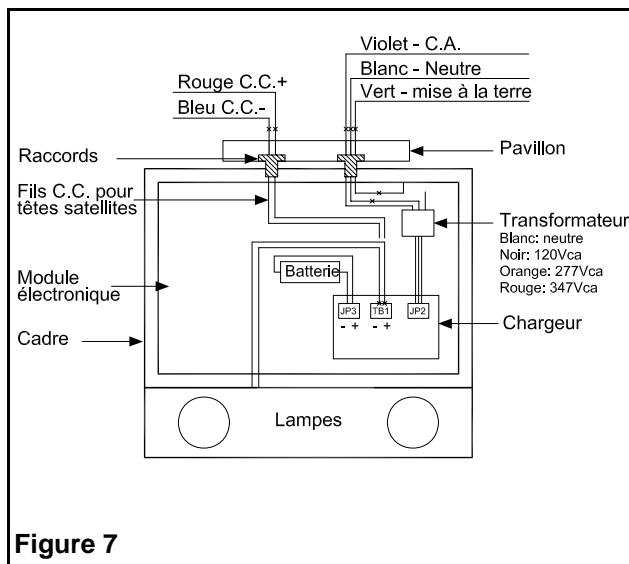 Violet - C.A.
Blanc - Neutre
Vert - mise à la terre
Rouge C.C.+
Bleu C.C.-
Raccords
Pavillon
Fils C.C. pour
têtes satellites
Transformateur
Blanc: neutre
Noir: 120Vca
Orange: 277Vca
Rouge: 347Vca
Module
électronique
Batterie
JP3
TB1
JP2
- +
- +
Chargeur
Cadre
Lampes
Figure 7